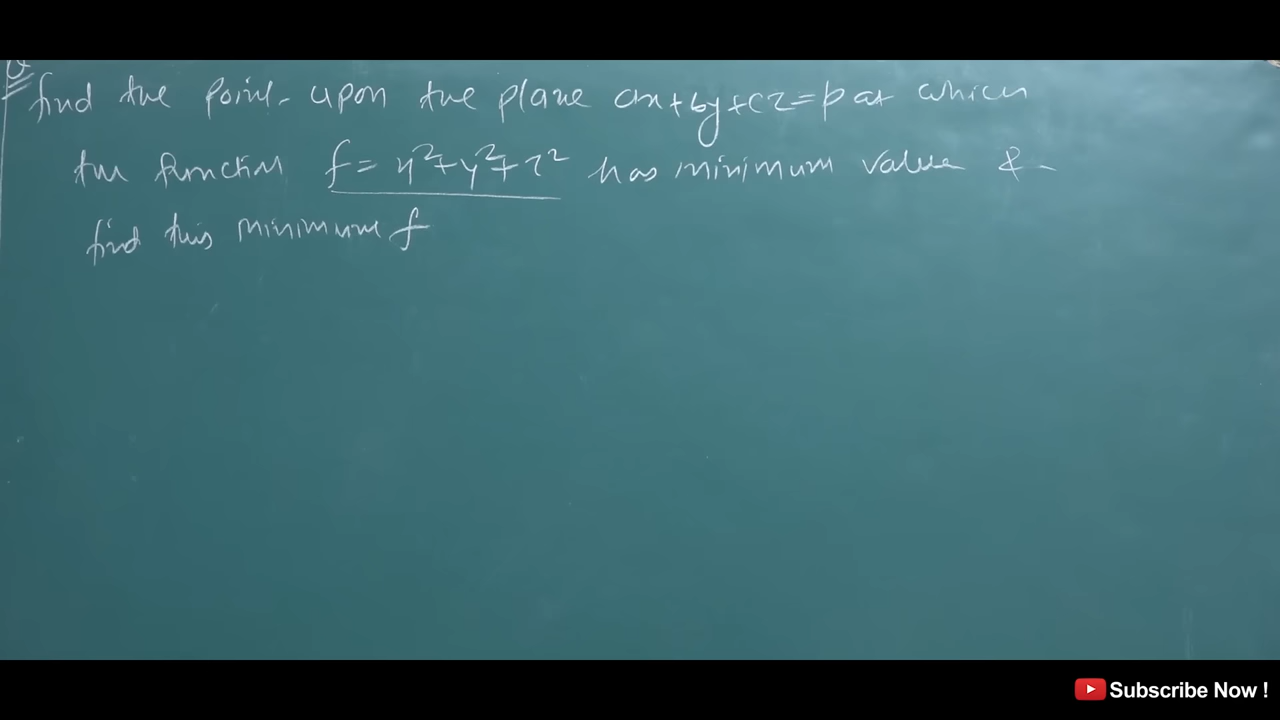 Q
find the point upon the plane ax+by+cz=p at which
the function f = x²+y²+z² has minimum value &
find this minimum f
Subscribe Now !